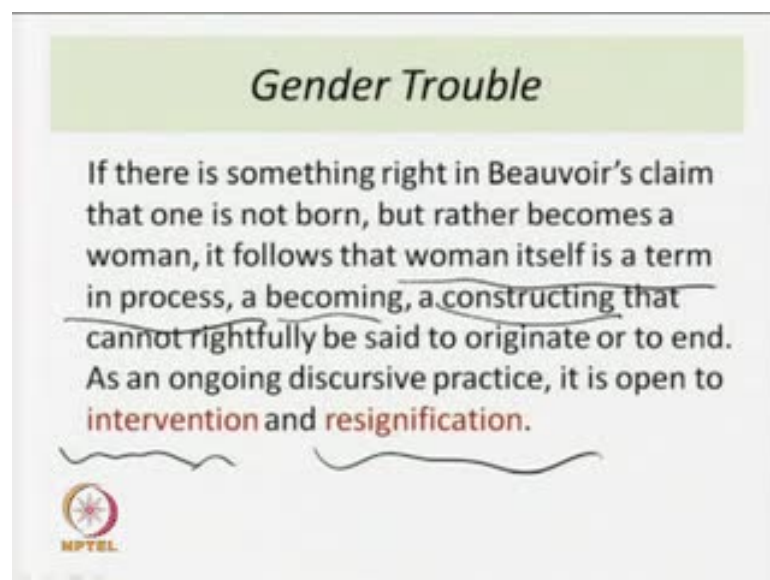 Gender Trouble
If there is something right in Beauvoir's claim
that one is not born, but rather becomes a
woman, it follows that woman itself is a term
in process, a becoming, a constructing that
cannot rightfully be said to originate or to end.
As an ongoing discursive practice, it is open to
intervention and resignification.
NPTEL